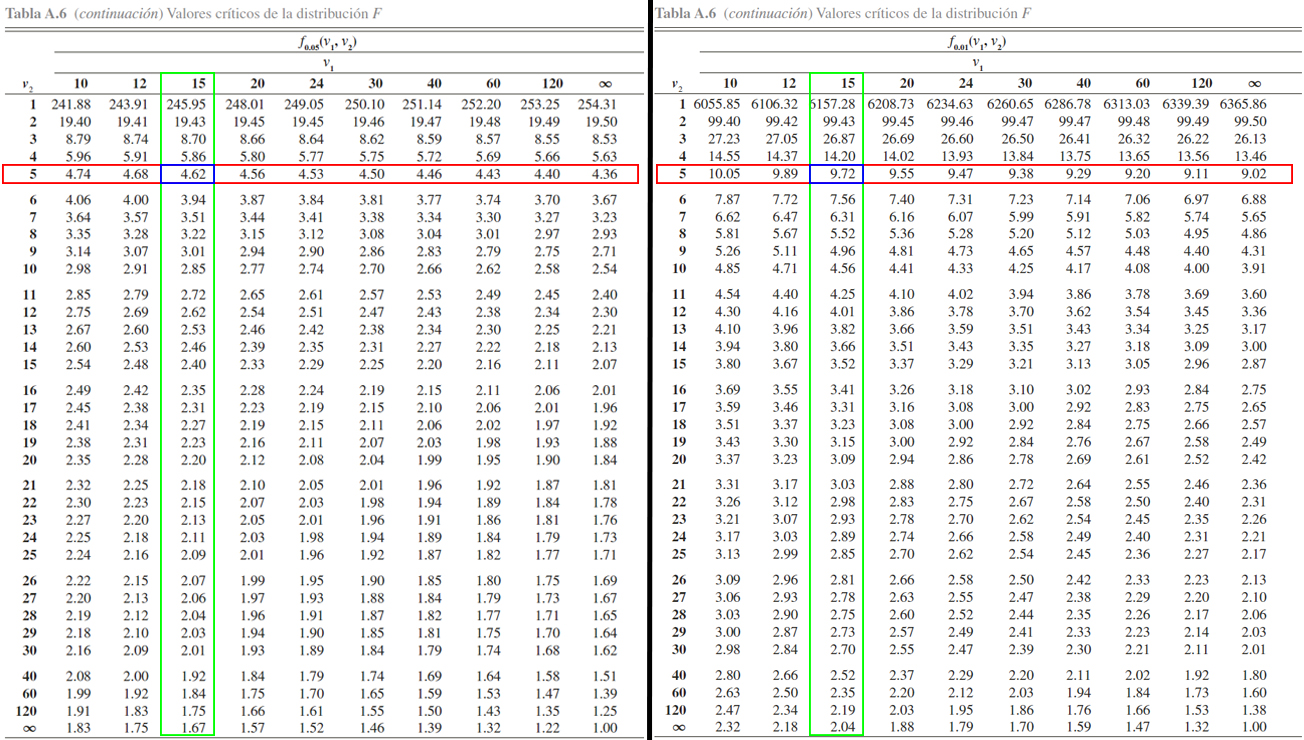 Tabla A.6 (continuación) Valores críticos de la distribución F
f0.05(v1, v2)
v1
v2 10 12 15 20 24 30 40 60 120 ∞
1 241.88 243.91 245.95 248.01 249.05 250.10 251.14 252.20 253.25 254.31
2 19.40 19.41 19.43 19.45 19.45 19.46 19.47 19.48 19.49 19.50
3 8.79 8.74 8.70 8.66 8.64 8.62 8.59 8.57 8.55 8.53
4 5.96 5.91 5.86 5.80 5.77 5.75 5.72 5.69 5.66 5.63
5 4.74 4.68 4.62 4.56 4.53 4.50 4.46 4.43 4.40 4.36
6 4.06 4.00 3.94 3.87 3.84 3.81 3.77 3.74 3.70 3.67
7 3.64 3.57 3.51 3.44 3.41 3.38 3.34 3.30 3.27 3.23
8 3.35 3.28 3.22 3.15 3.12 3.08 3.04 3.01 2.97 2.93
9 3.14 3.07 3.01 2.94 2.90 2.86 2.83 2.79 2.75 2.71
10 2.98 2.91 2.85 2.77 2.74 2.70 2.66 2.62 2.58 2.54
11 2.85 2.79 2.72 2.65 2.61 2.57 2.53 2.49 2.45 2.40
12 2.75 2.69 2.62 2.54 2.51 2.47 2.43 2.38 2.34 2.30
13 2.67 2.60 2.53 2.46 2.42 2.38 2.34 2.30 2.25 2.21
14 2.60 2.53 2.46 2.39 2.35 2.31 2.27 2.22 2.18 2.13
15 2.54 2.48 2.40 2.33 2.29 2.25 2.20 2.16 2.11 2.07
16 2.49 2.42 2.35 2.28 2.24 2.19 2.15 2.11 2.06 2.01
17 2.45 2.38 2.31 2.23 2.19 2.15 2.10 2.06 2.01 1.96
18 2.41 2.34 2.27 2.19 2.15 2.11 2.06 2.02 1.97 1.92
19 2.38 2.31 2.23 2.16 2.11 2.07 2.03 1.98 1.93 1.88
20 2.35 2.28 2.20 2.12 2.08 2.04 1.99 1.95 1.90 1.84
21 2.32 2.25 2.18 2.10 2.05 2.01 1.96 1.92 1.87 1.81
22 2.30 2.23 2.15 2.07 2.03 1.98 1.94 1.89 1.84 1.78
23 2.27 2.20 2.13 2.05 2.01 1.96 1.91 1.86 1.81 1.76
24 2.25 2.18 2.11 2.03 1.98 1.94 1.89 1.84 1.79 1.73
25 2.24 2.16 2.09 2.01 1.96 1.92 1.87 1.82 1.77 1.71
26 2.22 2.15 2.07 1.99 1.95 1.90 1.85 1.80 1.75 1.69
27 2.20 2.13 2.06 1.97 1.93 1.88 1.84 1.79 1.73 1.67
28 2.19 2.12 2.04 1.96 1.91 1.87 1.82 1.77 1.71 1.65
29 2.18 2.10 2.03 1.94 1.90 1.85 1.81 1.75 1.70 1.64
30 2.16 2.09 2.01 1.93 1.89 1.84 1.79 1.74 1.68 1.62
40 2.08 2.00 1.92 1.84 1.79 1.74 1.69 1.64 1.58 1.51
60 1.99 1.92 1.84 1.75 1.70 1.65 1.59 1.53 1.47 1.39
120 1.91 1.83 1.75 1.66 1.61 1.55 1.50 1.43 1.35 1.25
∞ 1.83 1.75 1.67 1.57 1.52 1.46 1.39 1.32 1.22 1.00
Tabla A.6 (continuación) Valores críticos de la distribución F
f0.01(v1, v2)
v1
v2 10 12 15 20 24 30 40 60 120 ∞
1 6055.85 6106.32 6157.28 6208.73 6234.63 6260.65 6286.78 6313.03 6339.39 6365.86
2 99.40 99.42 99.43 99.45 99.46 99.47 99.47 99.48 99.49 99.50
3 27.23 27.05 26.87 26.69 26.60 26.50 26.41 26.32 26.22 26.13
4 14.55 14.37 14.20 14.02 13.93 13.84 13.75 13.65 13.56 13.46
5 10.05 9.89 9.72 9.55 9.47 9.38 9.29 9.20 9.11 9.02
6 7.87 7.72 7.56 7.40 7.31 7.23 7.14 7.06 6.97 6.88
7 6.62 6.47 6.31 6.16 6.07 5.99 5.91 5.82 5.74 5.65
8 5.81 5.67 5.52 5.36 5.28 5.20 5.12 5.03 4.95 4.86
9 5.26 5.11 4.96 4.81 4.73 4.65 4.57 4.48 4.40 4.31
10 4.85 4.71 4.56 4.41 4.33 4.25 4.17 4.08 4.00 3.91
11 4.54 4.40 4.25 4.10 4.02 3.94 3.86 3.78 3.69 3.60
12 4.30 4.16 4.01 3.86 3.78 3.70 3.62 3.54 3.45 3.36
13 4.10 3.96 3.82 3.66 3.59 3.51 3.43 3.34 3.25 3.17
14 3.94 3.80 3.66 3.51 3.43 3.35 3.27 3.18 3.09 3.00
15 3.80 3.67 3.52 3.37 3.29 3.21 3.13 3.05 2.96 2.87
16 3.69 3.55 3.41 3.26 3.18 3.10 3.02 2.93 2.84 2.75
17 3.59 3.46 3.31 3.16 3.08 3.00 2.92 2.83 2.75 2.65
18 3.51 3.37 3.23 3.08 3.00 2.92 2.84 2.75 2.66 2.57
19 3.43 3.30 3.15 3.00 2.92 2.84 2.76 2.67 2.58 2.49
20 3.37 3.23 3.09 2.94 2.86 2.78 2.69 2.61 2.52 2.42
21 3.31 3.17 3.03 2.88 2.80 2.72 2.64 2.55 2.46 2.36
22 3.26 3.12 2.98 2.83 2.75 2.67 2.58 2.50 2.40 2.31
23 3.21 3.07 2.93 2.78 2.70 2.62 2.54 2.45 2.35 2.26
24 3.17 3.03 2.89 2.74 2.66 2.58 2.49 2.40 2.31 2.21
25 3.13 2.99 2.85 2.70 2.62 2.54 2.45 2.36 2.27 2.17
26 3.09 2.96 2.81 2.66 2.58 2.50 2.42 2.33 2.23 2.13
27 3.06 2.93 2.78 2.63 2.55 2.47 2.38 2.29 2.20 2.10
28 3.03 2.90 2.75 2.60 2.52 2.44 2.35 2.26 2.17 2.06
29 3.00 2.87 2.73 2.57 2.49 2.41 2.33 2.23 2.14 2.03
30 2.98 2.84 2.70 2.55 2.47 2.39 2.30 2.21 2.11 2.01
40 2.80 2.66 2.52 2.37 2.29 2.20 2.11 2.02 1.92 1.80
60 2.63 2.50 2.35 2.20 2.12 2.03 1.94 1.84 1.73 1.60
120 2.47 2.34 2.19 2.03 1.95 1.86 1.76 1.66 1.53 1.38
∞ 2.32 2.18 2.04 1.88 1.79 1.70 1.59 1.47 1.32 1.00